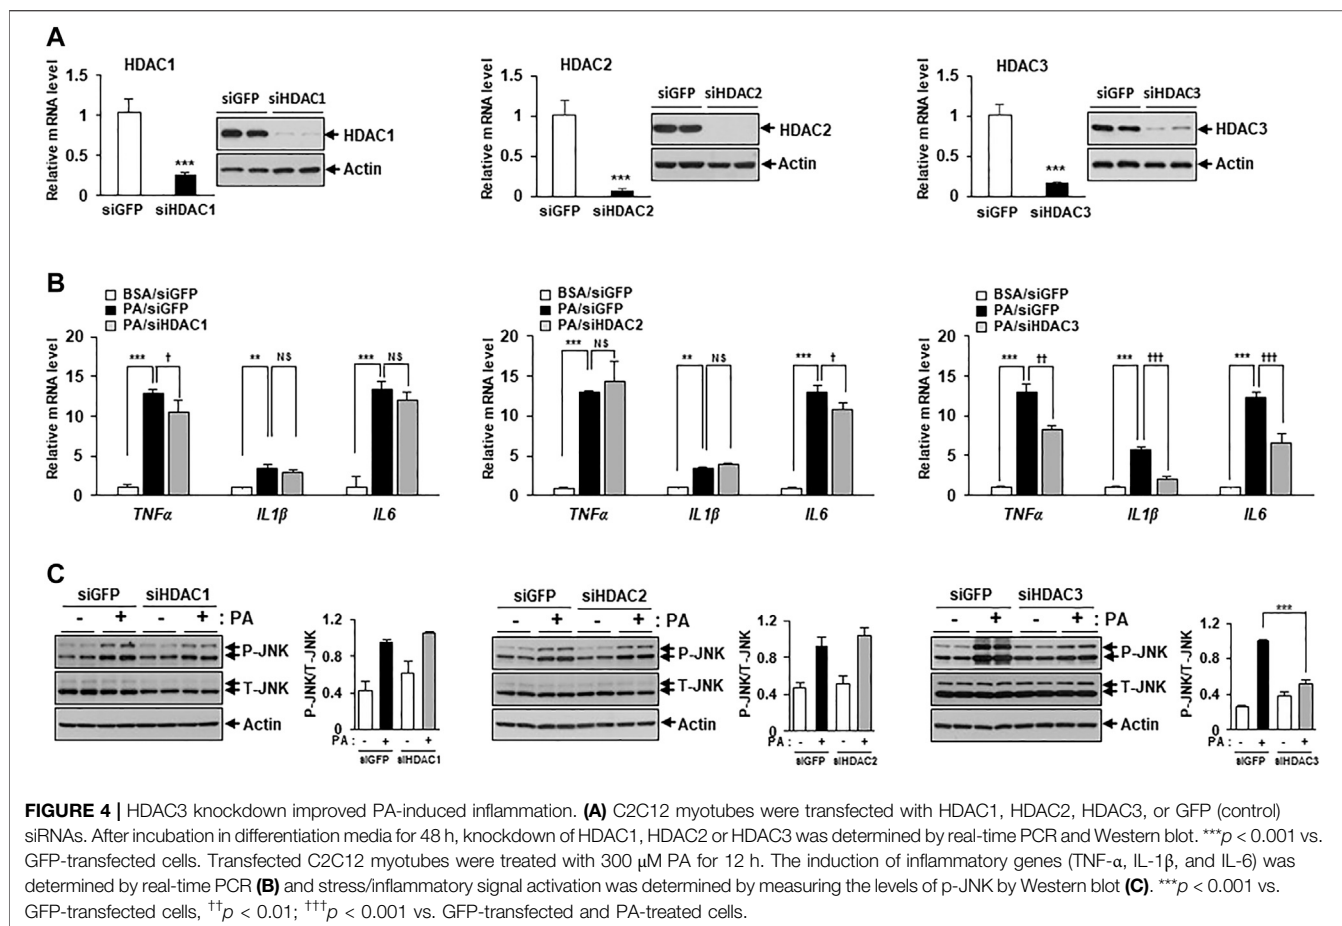 A
HDAC1
Relative mRNA level
1.5
1
0.5
0
***
siGFP siHDAC1
siGFP siHDAC1
HDAC1
Actin
HDAC2
Relative mRNA level
1.5
1
0.5
0
***
siGFP siHDAC2
siGFP siHDAC2
HDAC2
Actin
HDAC3
Relative mRNA level
1.5
1
0.5
0
***
siGFP siHDAC3
siGFP siHDAC3
HDAC3
Actin
B
BSA/siGFP
PA/siGFP
PA/siHDAC1
Relative mRNA level
20
15
10
5
0
*** †
** NS
*** NS
TNFα IL1β IL6
BSA/siGFP
PA/siGFP
PA/siHDAC2
Relative mRNA level
20
15
10
5
0
*** NS
** NS
*** †
TNFα IL1β IL6
BSA/siGFP
PA/siGFP
PA/siHDAC3
Relative mRNA level
20
15
10
5
0
*** ††
*** †††
*** †††
TNFα IL1β IL6
C
siGFP siHDAC1
- + - + : PA
P-JNK
T-JNK
Actin
P-JNK/T-JNK
1.2
0.8
0.4
0
PA : - + - +
siGFP siHDAC1
siGFP siHDAC2
- + - + : PA
P-JNK
T-JNK
Actin
P-JNK/T-JNK
1.2
0.8
0.4
0
PA : - + - +
siGFP siHDAC2
siGFP siHDAC3
- + - + : PA
P-JNK
T-JNK
Actin
P-JNK/T-JNK
1.2
0.8
0.4
0
***
PA : - + - +
siGFP siHDAC3
FIGURE 4 | HDAC3 knockdown improved PA-induced inflammation. (A) C2C12 myotubes were transfected with HDAC1, HDAC2, HDAC3, or GFP (control)
siRNAs. After incubation in differentiation media for 48 h, knockdown of HDAC1, HDAC2 or HDAC3 was determined by real-time PCR and Western blot. ***p < 0.001 vs.
GFP-transfected cells. Transfected C2C12 myotubes were treated with 300 μM PA for 12 h. The induction of inflammatory genes (TNF-α, IL-1β, and IL-6) was
determined by real-time PCR (B) and stress/inflammatory signal activation was determined by measuring the levels of p-JNK by Western blot (C). ***p < 0.001 vs.
GFP-transfected cells, ††p < 0.01; †††p < 0.001 vs. GFP-transfected and PA-treated cells.